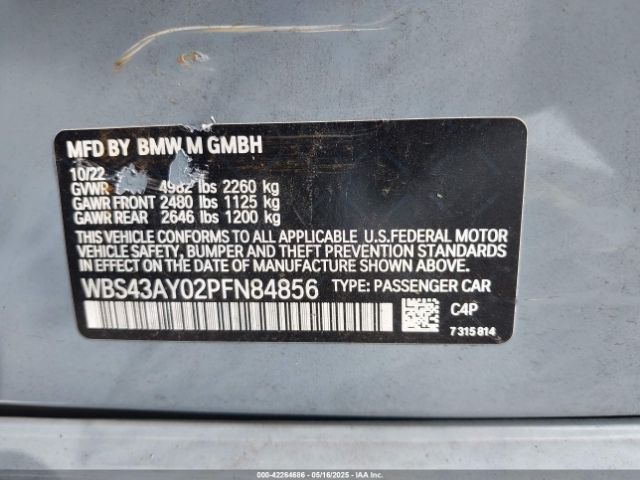 MFD BY BMW M GMBH
10/22
GVWR 4982 lbs 2260 kg
GAWR FRONT 2480 lbs 1125 kg
GAWR REAR 2646 lbs 1200 kg
THIS VEHICLE CONFORMS TO ALL APPLICABLE U.S.FEDERAL MOTOR
VEHICLE SAFETY, BUMPER AND THEFT PREVENTION STANDARDS
IN EFFECT ON THE DATE OF MANUFACTURE SHOWN ABOVE.
WBS43AY02PFN84856 TYPE: PASSENGER CAR
C4P
7 315 814
000-42264686 - 05/16/2025 - IAAI.COM